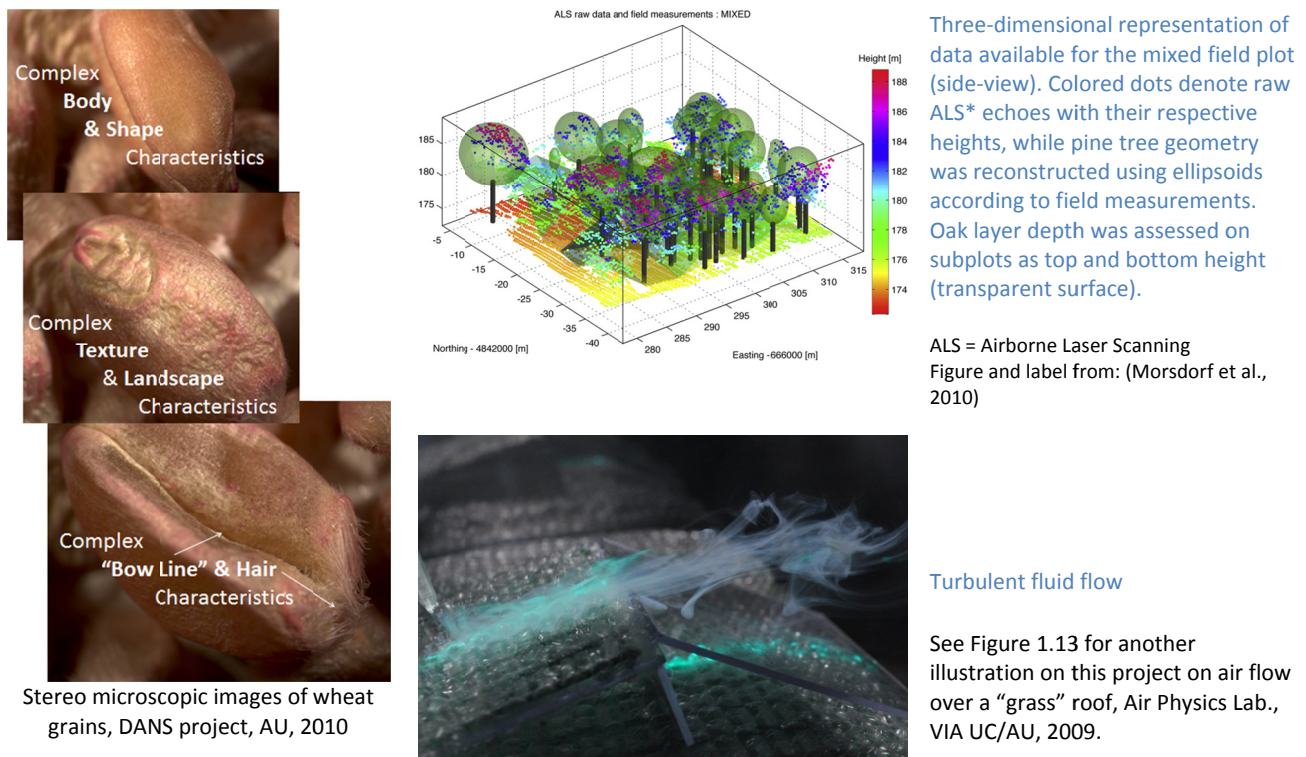 Complex
Body
& Shape
Characteristics
Complex
Texture
& Landscape
Characteristics
Complex
“Bow Line” & Hair
Characteristics
Stereo microscopic images of wheat
grains, DANS project, AU, 2010
ALS raw data and field measurements : MIXED
Height [m]
188
186
184
182
180
178
176
174
185
180
175
-5
-10
-15
-20
-25
-30
-35
-40
280
285
290
295
300
305
310
315
Northing - 4842000 [m]
Easting -666000 [m]
Three-dimensional representation of
data available for the mixed field plot
(side-view). Colored dots denote raw
ALS* echoes with their respective
heights, while pine tree geometry
was reconstructed using ellipsoids
according to field measurements.
Oak layer depth was assessed on
subplots as top and bottom height
(transparent surface).
ALS = Airborne Laser Scanning
Figure and label from: (Morsdorf et al.,
2010)
Turbulent fluid flow
See Figure 1.13 for another
illustration on this project on air flow
over a “grass” roof, Air Physics Lab.,
VIA UC/AU, 2009.